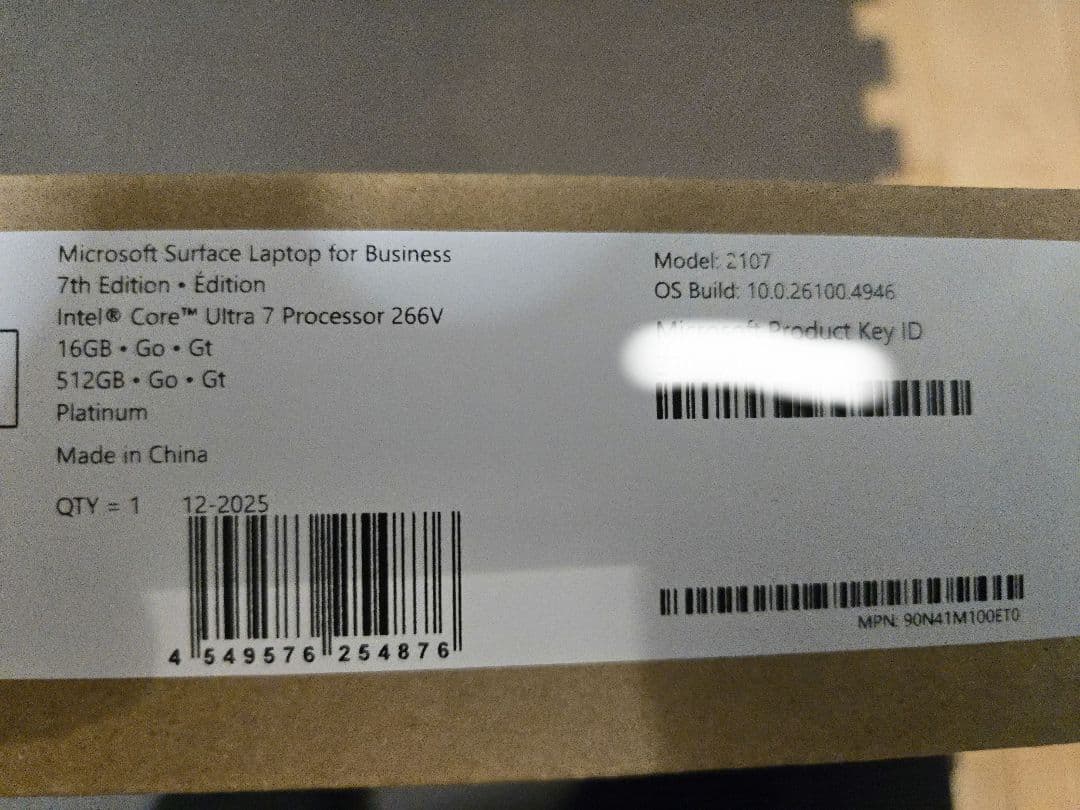 Microsoft Surface Laptop for Business
7th Edition • Édition
Intel® Core™ Ultra 7 Processor 266V
16GB • Go • Gt
512GB • Go • Gt
Platinum
Made in China
QTY = 1 12-2025
4 549576 254876
Model: 2107
OS Build: 10.0.26100.4946
Microsoft Product Key ID
MPN: 90N41M100ET0